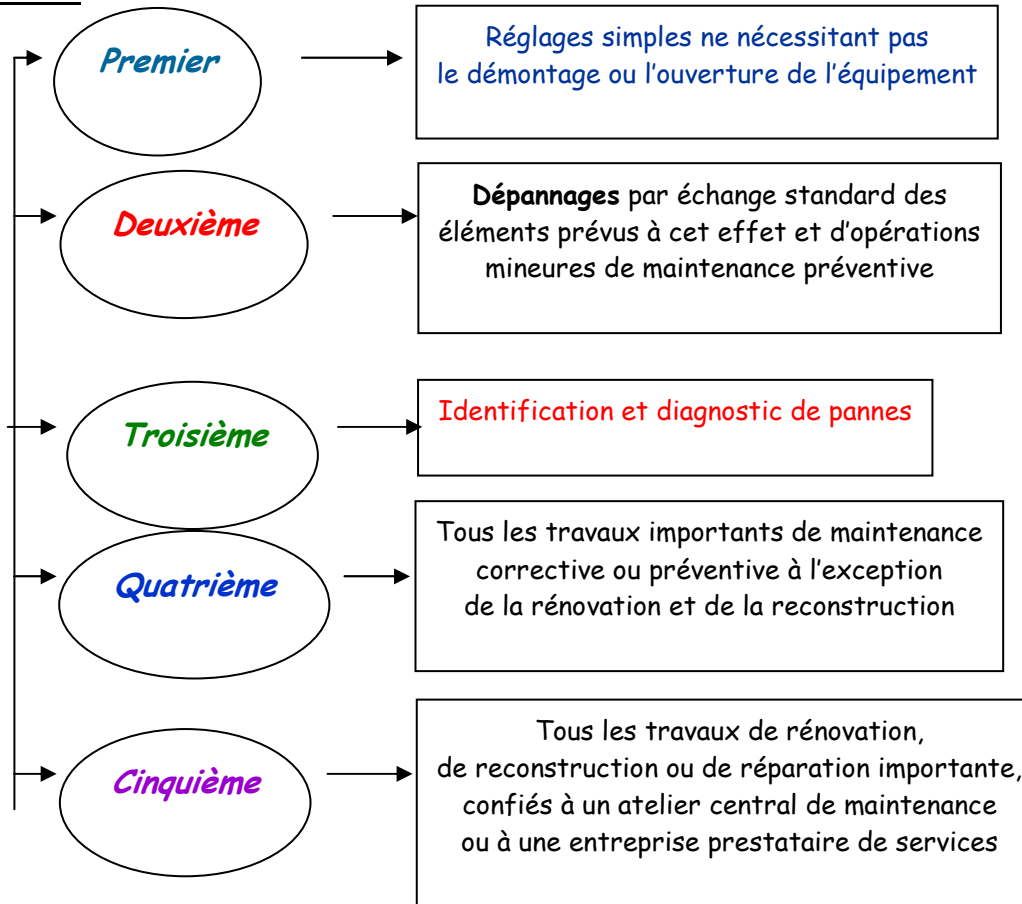 Premier
Réglages simples ne nécessitant pas
le démontage ou l'ouverture de l'équipement
Deuxième
Dépannages par échange standard des
éléments prévus à cet effet et d'opérations
mineures de maintenance préventive
Troisième
Identification et diagnostic de pannes
Quatrième
Tous les travaux importants de maintenance
corrective ou préventive à l'exception
de la rénovation et de la reconstruction
Cinquième
Tous les travaux de rénovation,
de reconstruction ou de réparation importante,
confiés à un atelier central de maintenance
ou à une entreprise prestataire de services